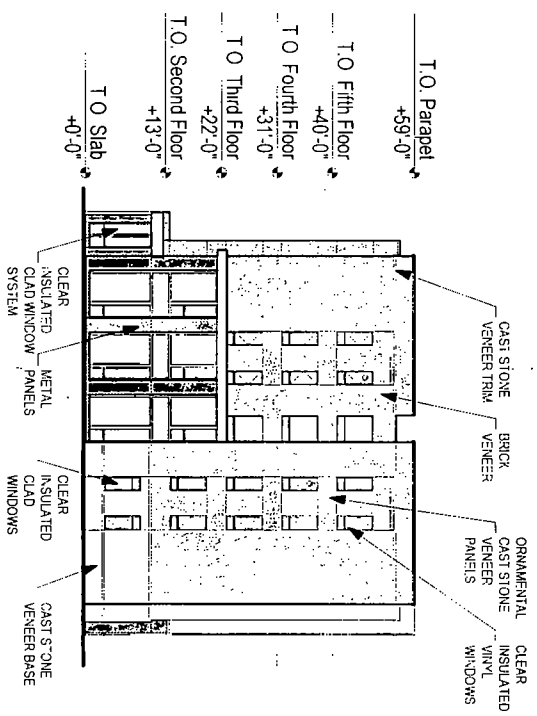 T.O. Parapet
+59'-0"
T.O. Fifth Floor
+40'-0"
T.O Fourth Floor
+31'-0"
T.O Third Floor
+22'-0"
T.O. Second Floor
+13'-0"
T.O Slab
+0'-0"
CAST STONE
VENEER TRIM
BRICK
VENEER
ORNAMENTAL
CAST STONE
VENEER
PANELS
CLEAR
INSULATED
VINYL
WINDOWS
CLEAR
INSULATED
CLAD WINDOW
SYSTEM
METAL
PANELS
CLEAR
INSULATED
CLAD
WINDOWS
CAST STONE
VENEER BASE